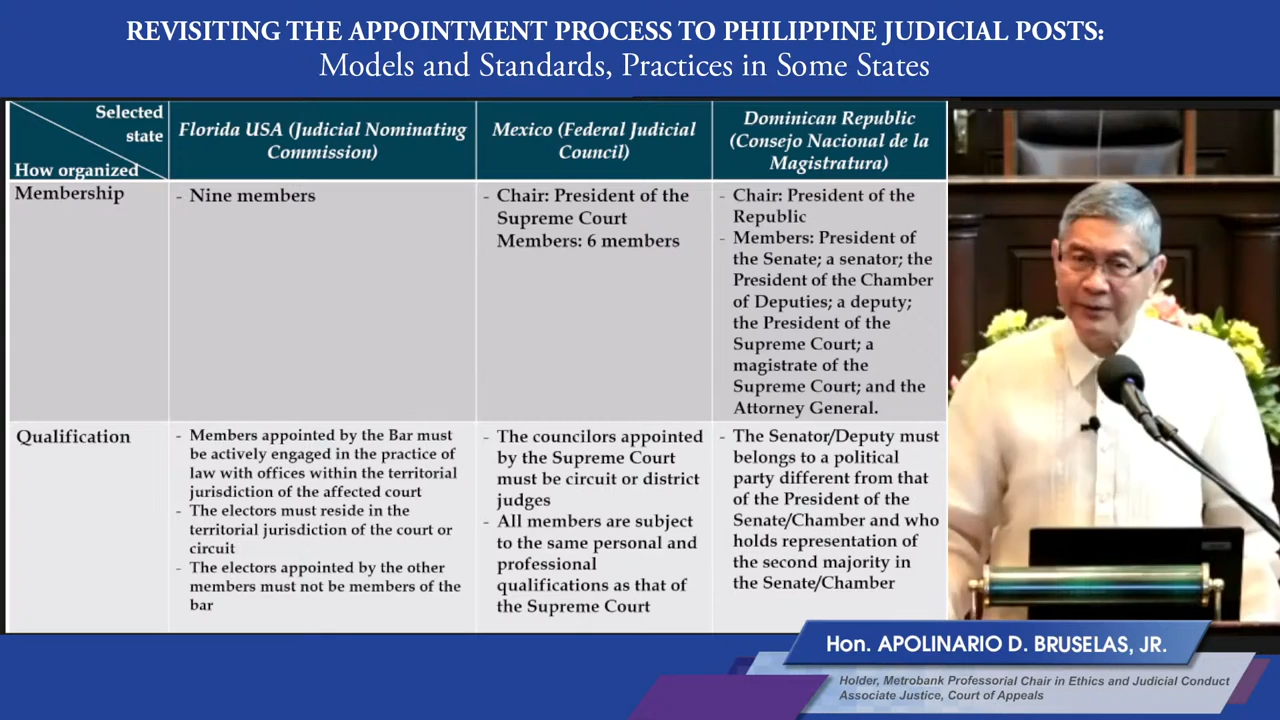 REVISITING THE APPOINTMENT PROCESS TO PHILIPPINE JUDICIAL POSTS:
Models and Standards, Practices in Some States
Selected
state
How organized
Florida USA (Judicial Nominating
Commission)
Mexico (Federal Judicial
Council)
Dominican Republic
(Consejo Nacional de la
Magistratura)
Membership
- Nine members
- Chair: President of the
Supreme Court
Members: 6 members
- Chair: President of the
Republic
- Members: President of
the Senate; a senator; the
President of the Chamber
of Deputies; a deputy;
the President of the
Supreme Court; a
magistrate of the
Supreme Court; and the
Attorney General.
Qualification
- Members appointed by the Bar must
be actively engaged in the practice of
law with offices within the territorial
jurisdiction of the affected court
- The electors must reside in the
territorial jurisdiction of the court or
circuit
- The electors appointed by the other
members must not be members of the
bar
- The councilors appointed
by the Supreme Court
must be circuit or district
judges
- All members are subject
to the same personal and
professional
qualifications as that of
the Supreme Court
- The Senator/Deputy must
belongs to a political
party different from that
of the President of the
Senate/Chamber and who
holds representation of
the second majority in
the Senate/Chamber
Hon. APOLINARIO D. BRUSELAS, JR.
Holder, Metrobank Professorial Chair in Ethics and Judicial Conduct
Associate Justice, Court of Appeals